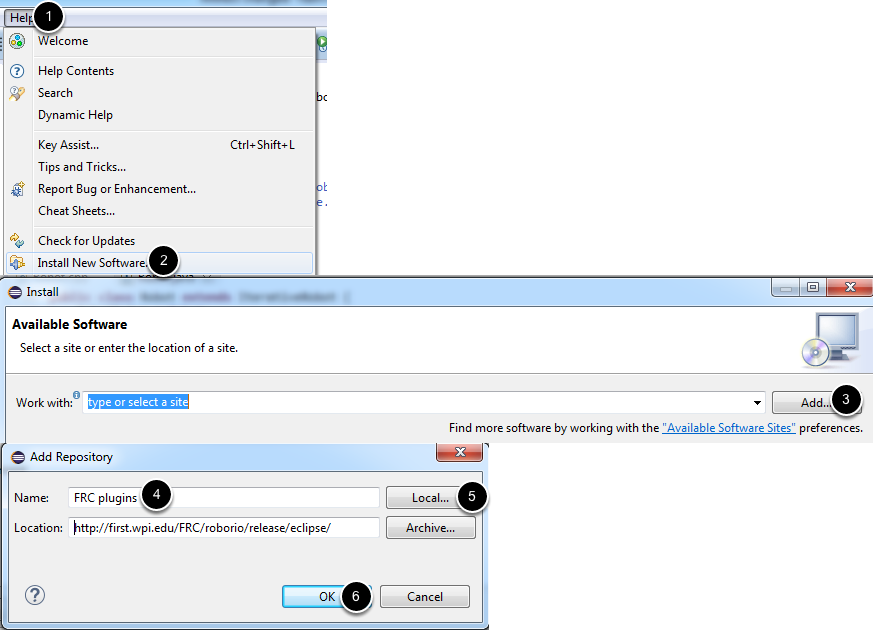 Help 1
Welcome
Help Contents
Search
Dynamic Help
Key Assist... Ctrl+Shift+L
Tips and Tricks...
Report Bug or Enhancement...
Cheat Sheets...
Check for Updates
Install New Software. 2
Install
Available Software
Select a site or enter the location of a site.
Work with: type or select a site Add... 3
Find more software by working with the "Available Software Sites" preferences.
Add Repository
Name: FRC plugins 4 Local... 5
Location: http://first.wpi.edu/FRC/roborio/release/eclipse/ Archive...
OK 6 Cancel